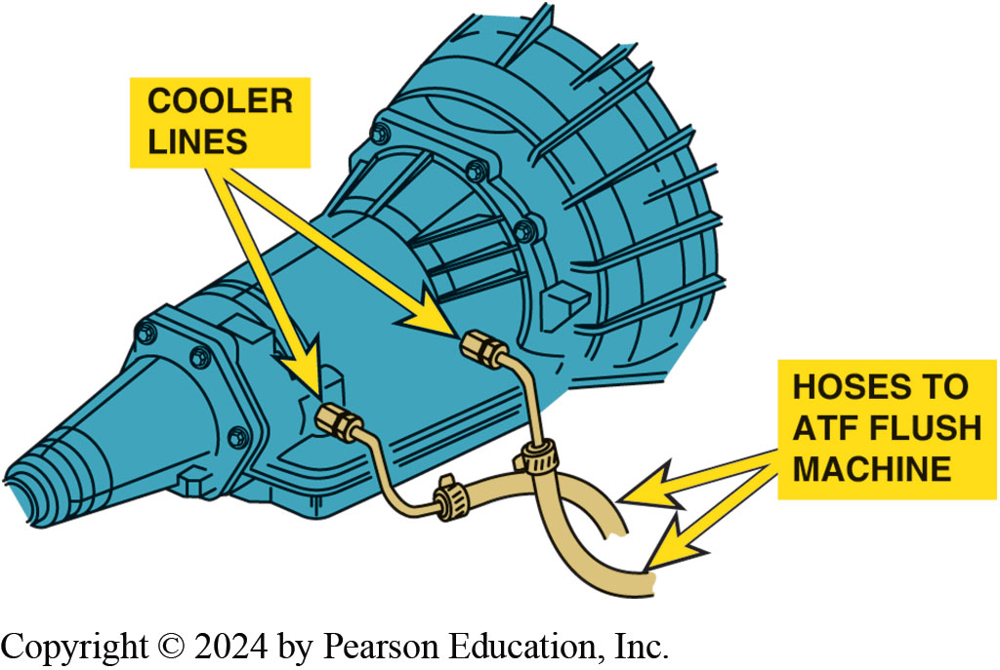 COOLER
LINES
HOSES TO
ATF FLUSH
MACHINE
Copyright © 2024 by Pearson Education, Inc.